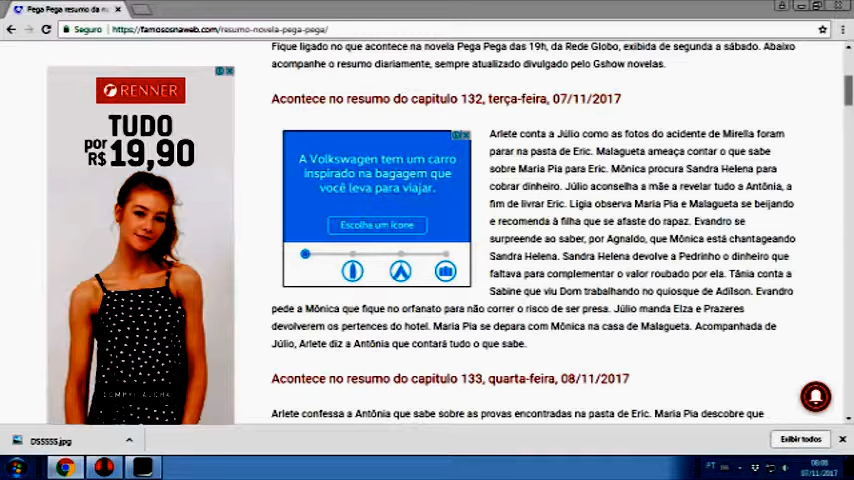 Pega Pega resumo da n
Seguro
https://famososnaweb.com/resumo-novela-pega-pega/
Fique ligado no que acontece na novela Pega Pega das 19h, da Rede Globo, exibida de segunda a sábado. Abaixo
acompanhe o resumo diariamente, sempre atualizado divulgado pelo Gshow novelas.
RENNER
TUDO
por
R$ 19,90
Acontece no resumo do capítulo 132, terça-feira, 07/11/2017
A Volkswagen tem um carro
inspirado na bagagem que
você leva para viajar.
Escolha um ícone
Arlete conta a Júlio como as fotos do acidente de Mirella foram
parar na pasta de Eric. Malagueta ameaça contar o que sabe
sobre Maria Pia para Eric. Mônica procura Sandra Helena para
cobrar dinheiro. Júlio aconselha a mãe a revelar tudo a Antônia, a
fim de livrar Eric. Lígia observa Maria Pia e Malagueta se beijando
e recomenda à filha que se afaste do rapaz. Evandro se
surpreende ao saber, por Agnaldo, que Mônica está chantageando
Sandra Helena. Sandra Helena devolve a Pedrinho o dinheiro que
faltava para complementar o valor roubado por ela. Tânia conta a
Sabine que viu Dom trabalhando no quiosque de Adílson. Evandro
pede a Mônica que fique no orfanato para não correr o risco de ser presa. Júlio manda Elza e Prazeres
devolverem os pertences do hotel. Maria Pia se depara com Mônica na casa de Malagueta. Acompanhada de
Júlio, Arlete diz a Antônia que contará tudo o que sabe.
Acontece no resumo do capítulo 133, quarta-feira, 08/11/2017
Arlete confessa a Antônia que sabe sobre as provas encontradas na pasta de Eric. Maria Pia descobre que
DSSSSS.jpg
Exibir todos
PT
08:08
07/11/2017